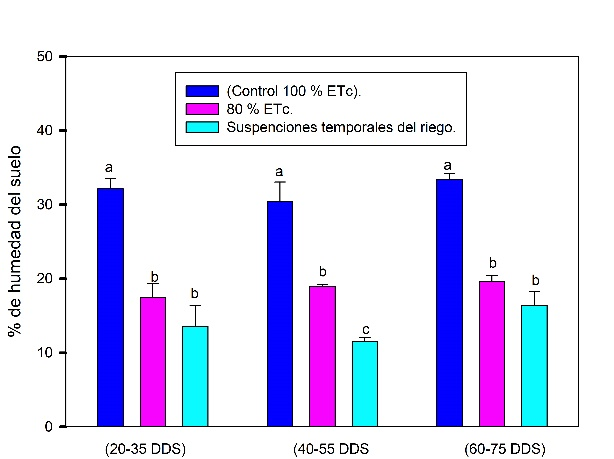 50
40
30
20
10
0
% de humedad del suelo
(Control 100 % ETc).
80 % ETc.
Suspenciones temporales del riego.
a
b
b
a
b
c
a
b
b
(20-35 DDS)
(40-55 DDS
(60-75 DDS)